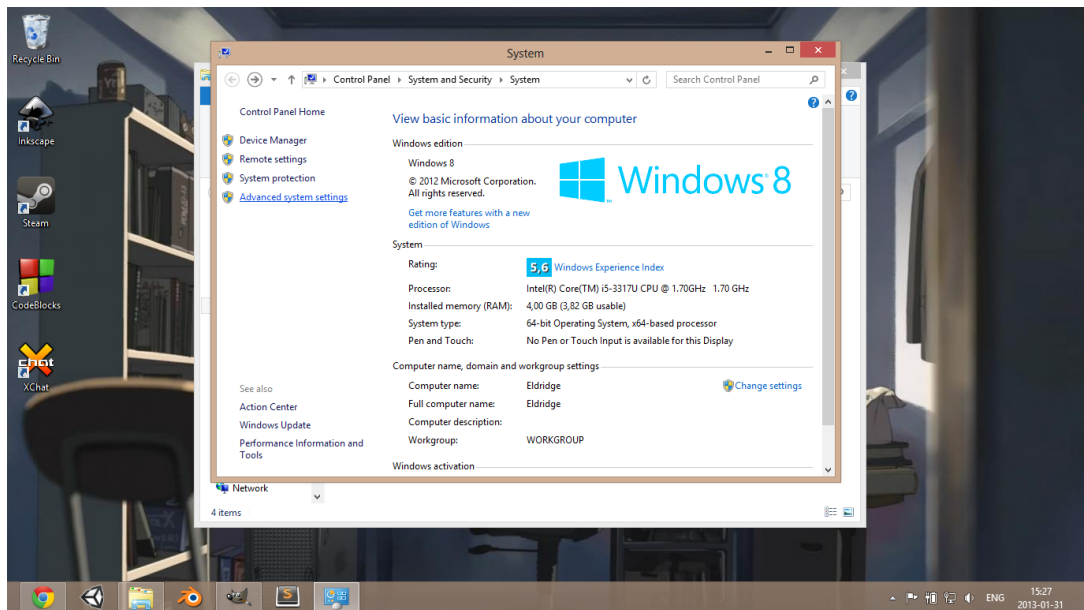 Recycle Bin
Inkscape
Steam
CodeBlocks
XChat
System
Control Panel System and Security System
Search Control Panel
Control Panel Home
Device Manager
Remote settings
System protection
Advanced system settings
See also
Action Center
Windows Update
Performance Information and
Tools
View basic information about your computer
Windows edition
Windows 8
© 2012 Microsoft Corporation.
All rights reserved.
Get more features with a new
edition of Windows
Windows 8
System
Rating: 5,6 Windows Experience Index
Processor: Intel(R) Core(TM) i5-3317U CPU @ 1.70GHz 1.70 GHz
Installed memory (RAM): 4,00 GB (3,82 GB usable)
System type: 64-bit Operating System, x64-based processor
Pen and Touch: No Pen or Touch Input is available for this Display
Computer name, domain and workgroup settings
Computer name: Eldridge Change settings
Full computer name: Eldridge
Computer description:
Workgroup: WORKGROUP
Windows activation
Network
4 items
ENG
15:27
2013-01-31